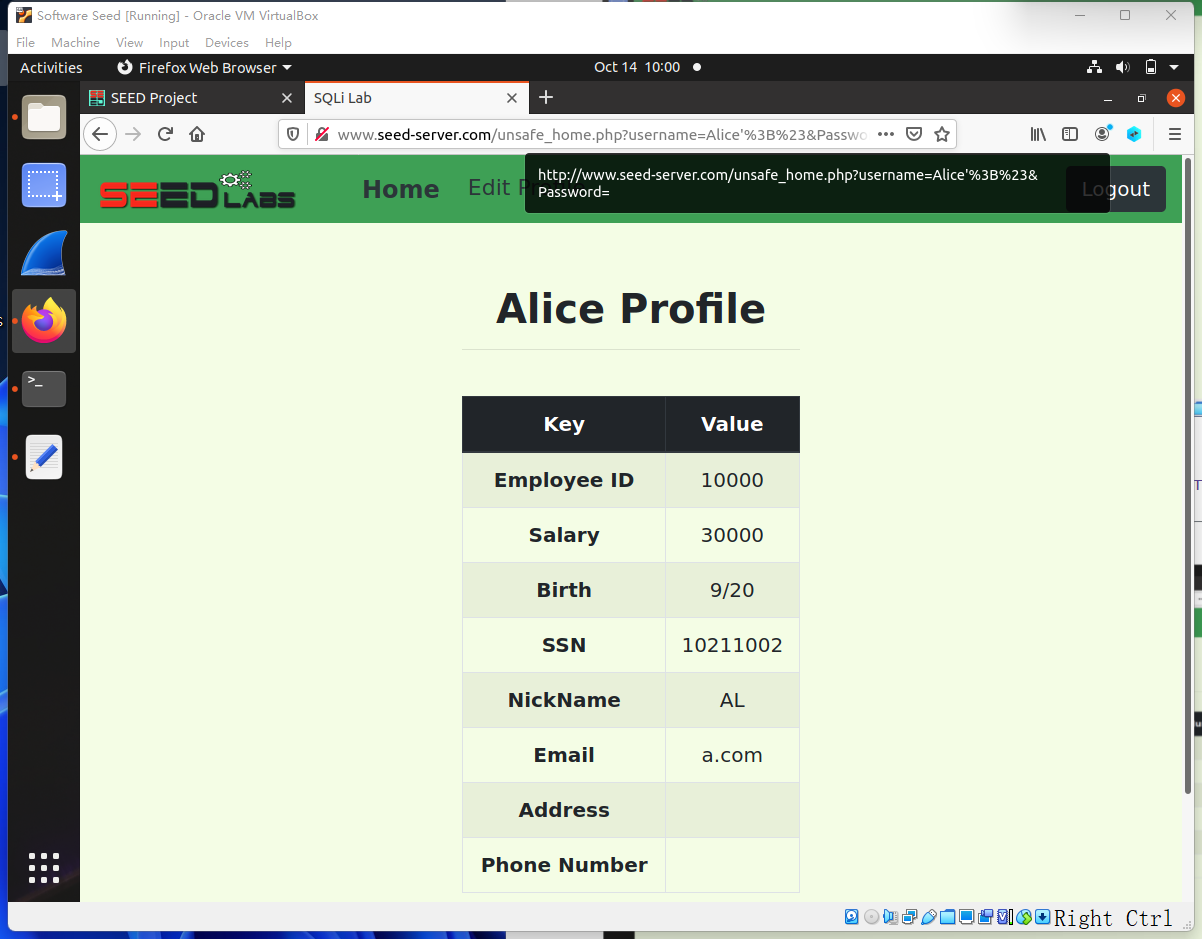 Software Seed [Running] - Oracle VM VirtualBox
File Machine View Input Devices Help
Activities Firefox Web Browser Oct 14 10:00
SEED Project SQLi Lab
www.seed-server.com/unsafe_home.php?username=Alice'%3B%23&Passwo
SEED LABS Home Edit Logout
http://www.seed-server.com/unsafe_home.php?username=Alice'%3B%23&
Password=
Alice Profile
Key Value
Employee ID 10000
Salary 30000
Birth 9/20
SSN 10211002
NickName AL
Email a.com
Address
Phone Number
Right Ctrl